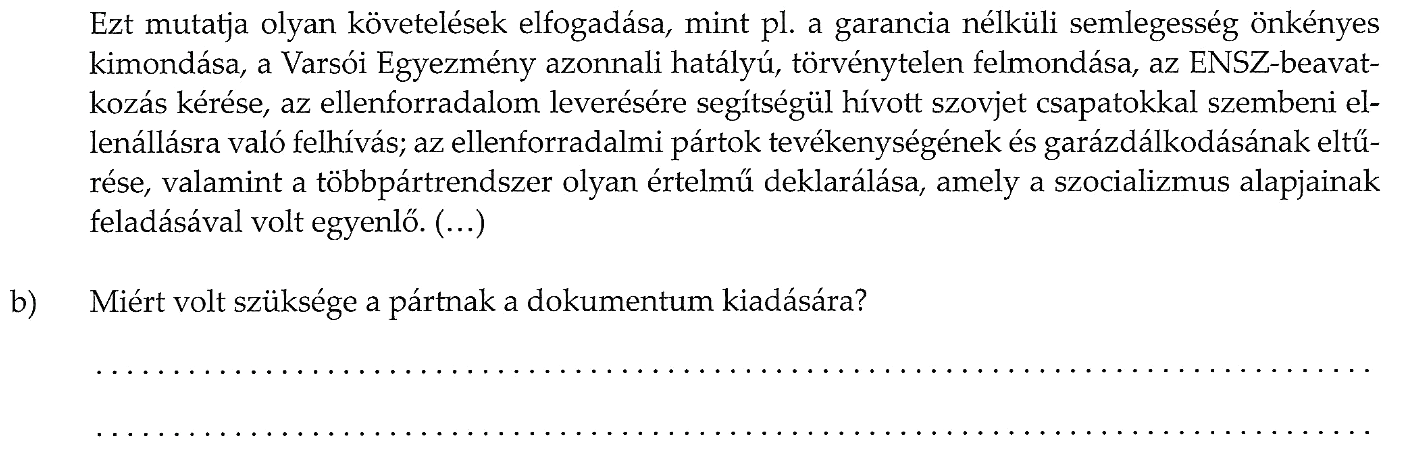 Ezt mutatja olyan követelések elfogadása, mint pl. a garancia nélküli semlegesség önkényes
kimondása, a Varsói Egyezmény azonnali hatályú, törvénytelen felmondása, az ENSZ-beavat-
kozás kérése, az ellenforradalom leverésére segítségül hívott szovjet csapatokkal szembeni el-
lenállásra való felhívás; az ellenforradalmi pártok tevékenységének és garázdálkodásának eltű-
rése, valamint a többpártrendszer olyan értelmű deklarálása, amely a szocializmus alapjainak
feladásával volt egyenlő. (…)
b) Miért volt szüksége a pártnak a dokumentum kiadására?